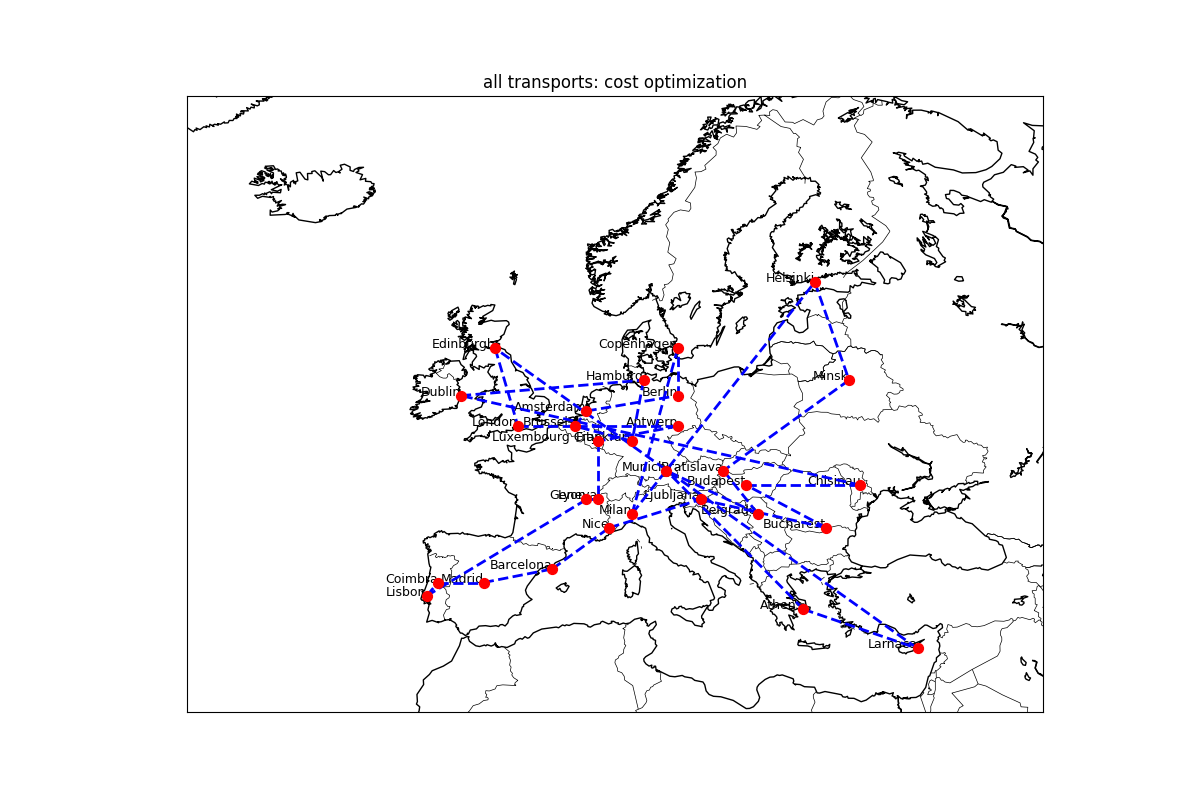 all transports: cost optimization
Helsinki
Edinburgh
Copenhagen
Hamburg
Minsk
Dublin
Berlin
Amsterdam
London
Brussels
Antwerp
Luxembourg City
Frankfurt
Munich
Bratislava
Budapest
Chisinau
Geneva
Lyon
Ljubljana
Milan
Belgrade
Nice
Bucharest
Barcelona
Coimbra
Madrid
Lisbon
Athens
Larnaca